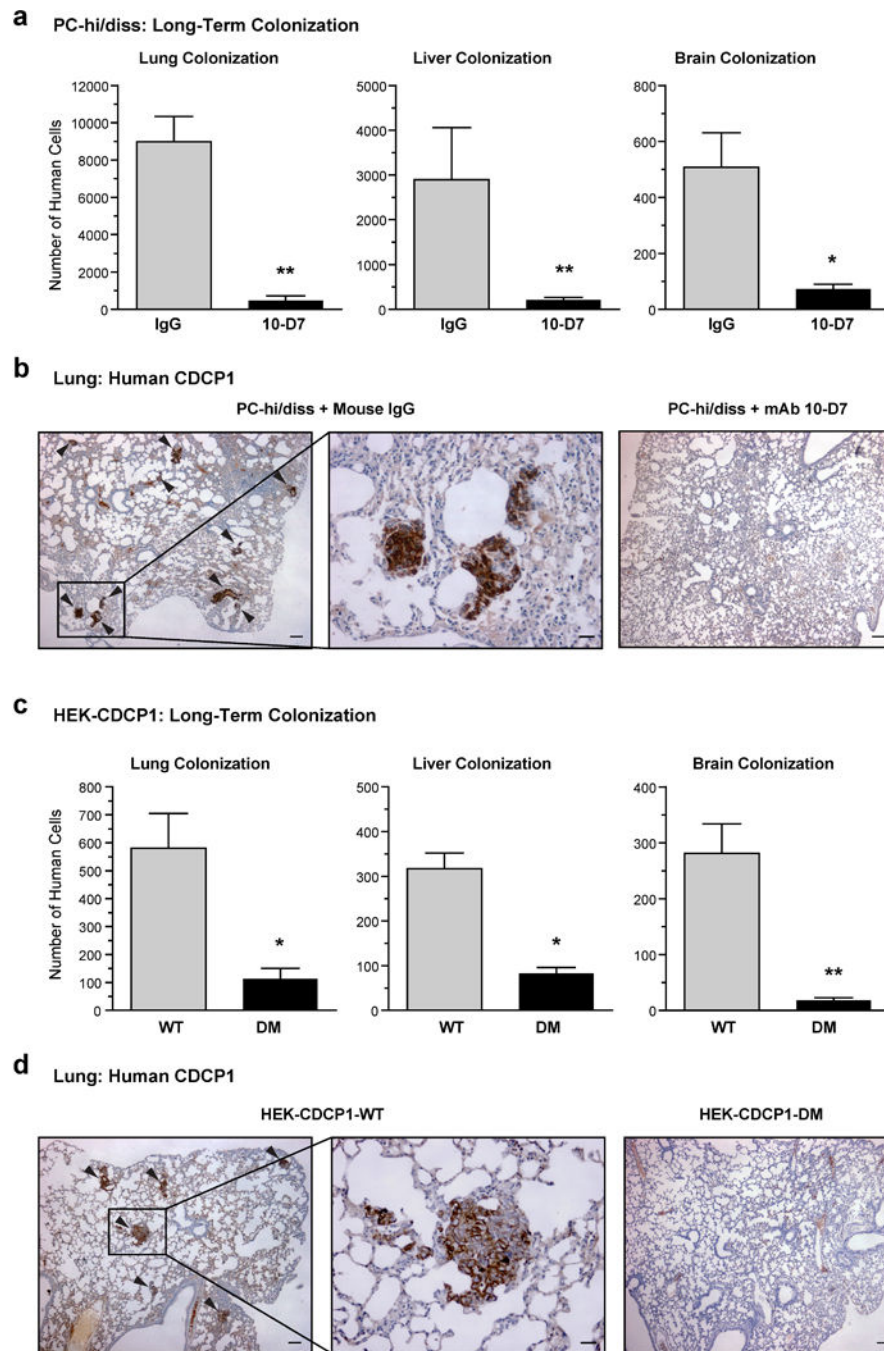 a
PC-hi/diss: Long-Term Colonization
Lung Colonization
Liver Colonization
Brain Colonization
Number of Human Cells
12000
10000
8000
6000
4000
2000
0
**
IgG
10-D7
5000
4000
3000
2000
1000
0
**
IgG
10-D7
800
600
400
200
0
*
IgG
10-D7
b
Lung: Human CDCP1
PC-hi/diss + Mouse IgG
PC-hi/diss + mAb 10-D7
c
HEK-CDCP1: Long-Term Colonization
Lung Colonization
Liver Colonization
Brain Colonization
Number of Human Cells
800
700
600
500
400
300
200
100
0
*
WT
DM
500
400
300
200
100
0
*
WT
DM
400
300
200
100
0
**
WT
DM
d
Lung: Human CDCP1
HEK-CDCP1-WT
HEK-CDCP1-DM